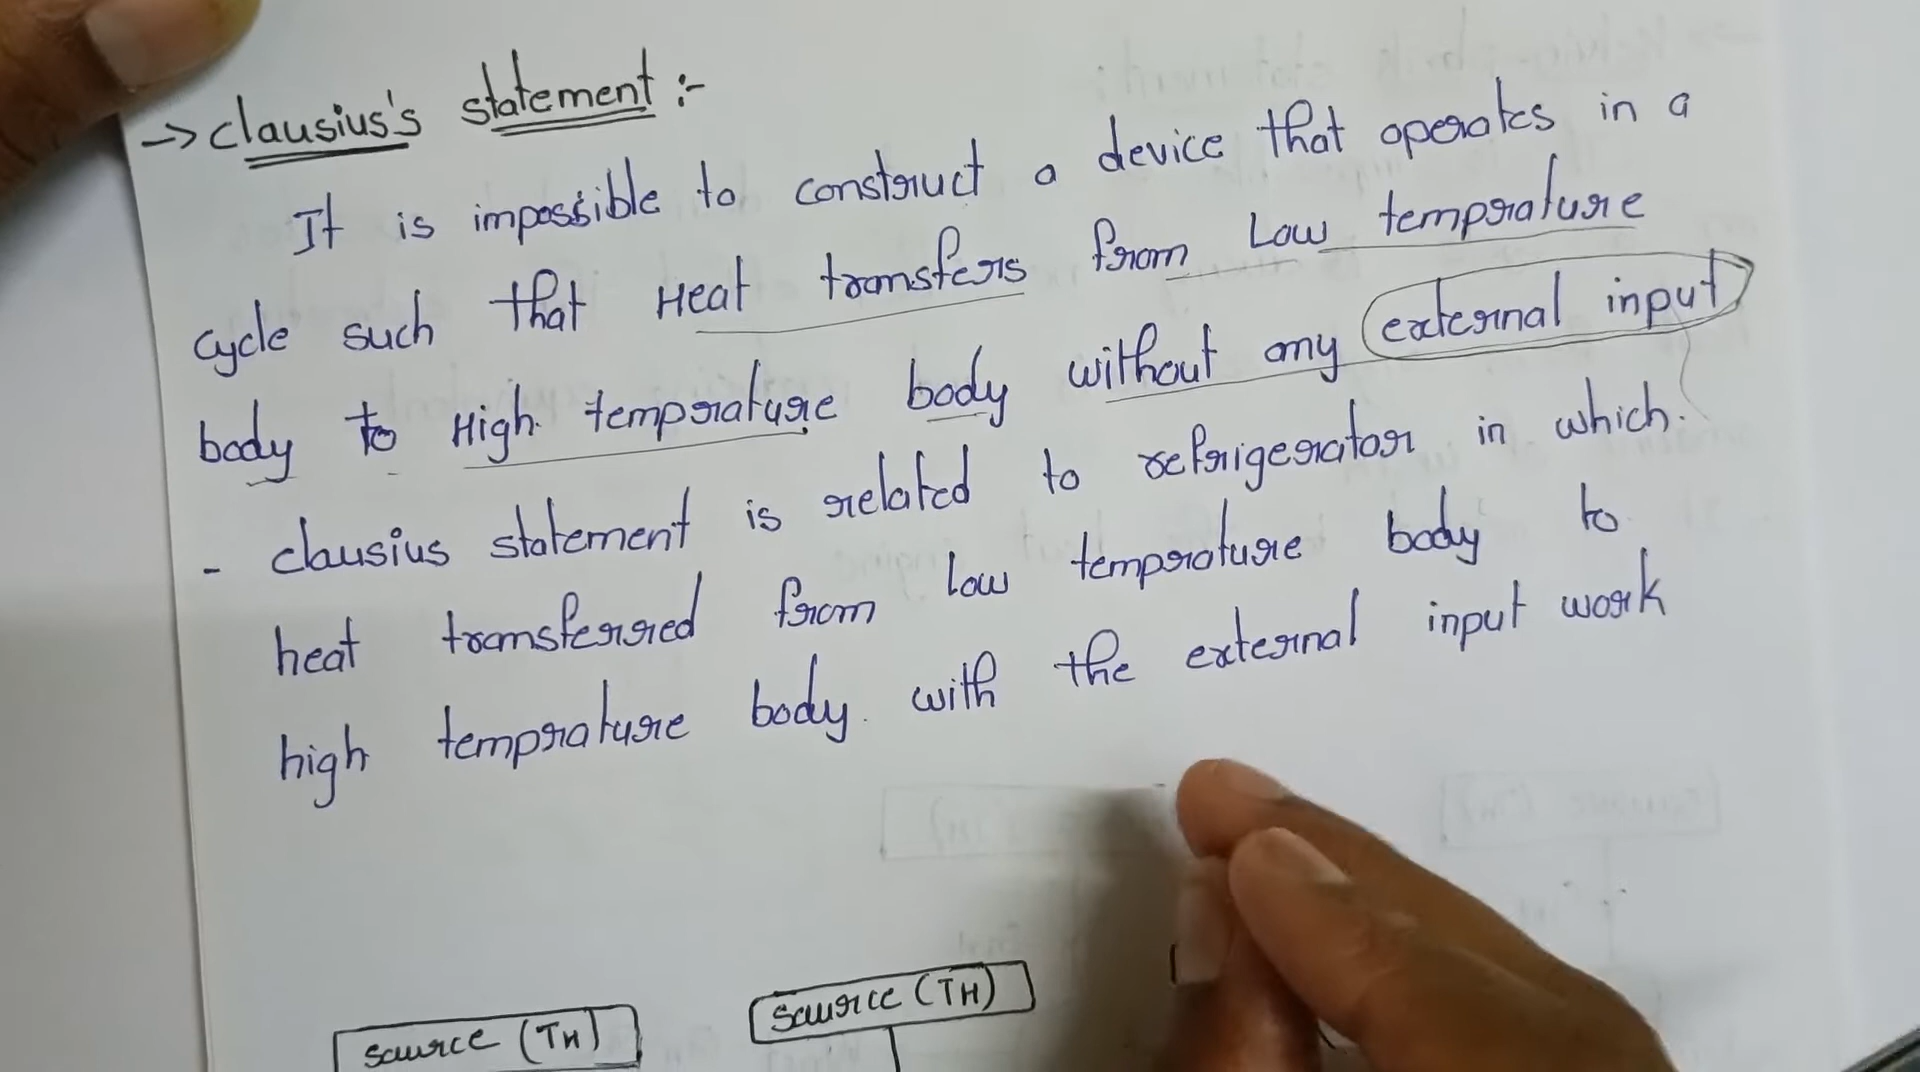 → clausius's statement :-
It is impossible to construct a device that operates in a
cycle such that Heat transfers from Low temprature
body to High temprature body without any external input
- clausius statement is related to refrigerator in which.
heat transferred from low temprature body to
high temprature body. with the external input work
source (TH)
source (TH)